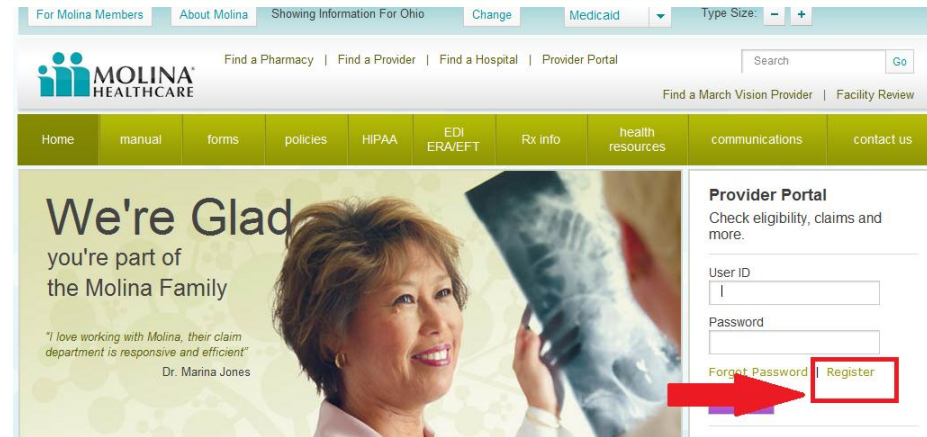 For Molina Members About Molina Showing Information For Ohio Change Medicaid Type Size: - +
Find a Pharmacy | Find a Provider | Find a Hospital | Provider Portal Search Go
MOLINA
HEALTHCARE
Find a March Vision Provider | Facility Review
Home manual forms policies HIPAA EDI ERA/EFT Rx info health resources communications contact us
We're Glad
you're part of
the Molina Family
"I love working with Molina, their claim
department is responsive and efficient"
Dr. Marina Jones
Provider Portal
Check eligibility, claims and
more.
User ID
Password
Forgot Password | Register